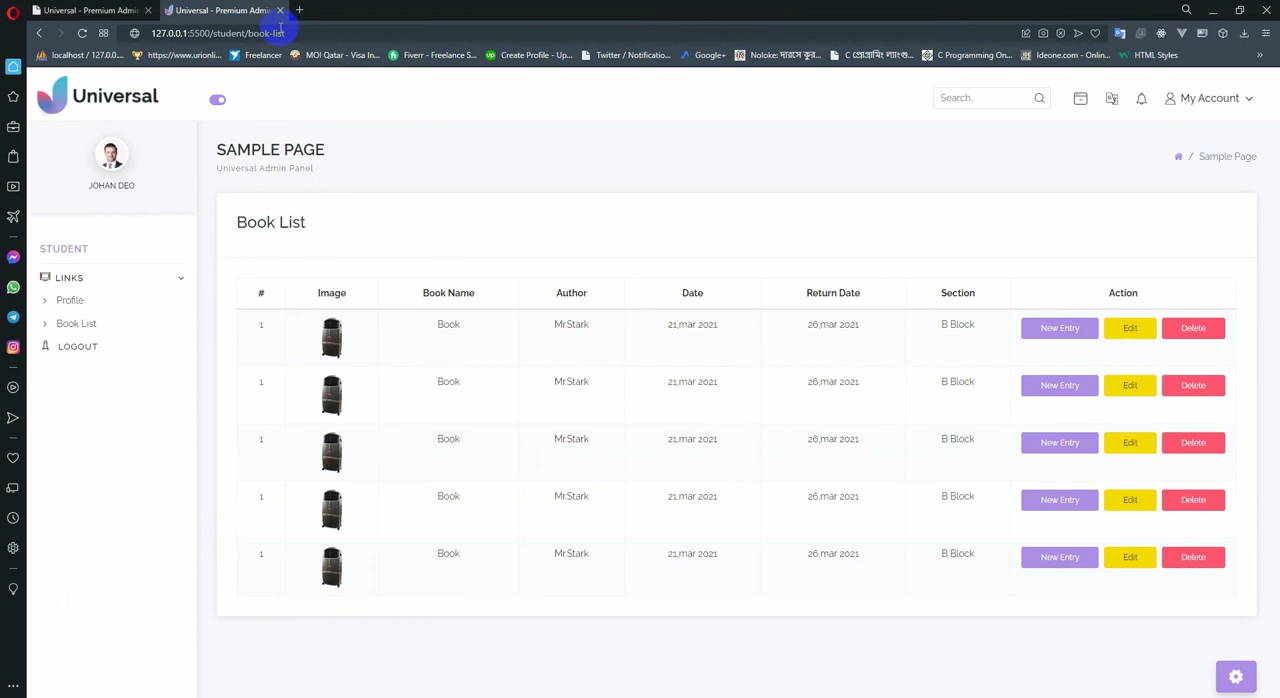 Universal - Premium Admi
Universal - Premium Admi
127.0.0.1:5500/student/book-list
localhost / 127.0.0....
https://www.urionli...
Freelancer
MOI Qatar - Visa In...
Fiverr - Freelance S...
Create Profile - Up...
Twitter / Notificatio...
Google+
C Programming On...
Ideone.com - Onlin...
HTML Styles
Universal
Search..
My Account
JOHAN DEO
SAMPLE PAGE
Universal Admin Panel
/ Sample Page
STUDENT
LINKS
Profile
Book List
LOGOUT
Book List
# Image Book Name Author Date Return Date Section Action
1 Book Mr.Stark 21,mar 2021 26,mar 2021 B Block New Entry Edit Delete
1 Book Mr.Stark 21,mar 2021 26,mar 2021 B Block New Entry Edit Delete
1 Book Mr.Stark 21,mar 2021 26,mar 2021 B Block New Entry Edit Delete
1 Book Mr.Stark 21,mar 2021 26,mar 2021 B Block New Entry Edit Delete
1 Book Mr.Stark 21,mar 2021 26,mar 2021 B Block New Entry Edit Delete